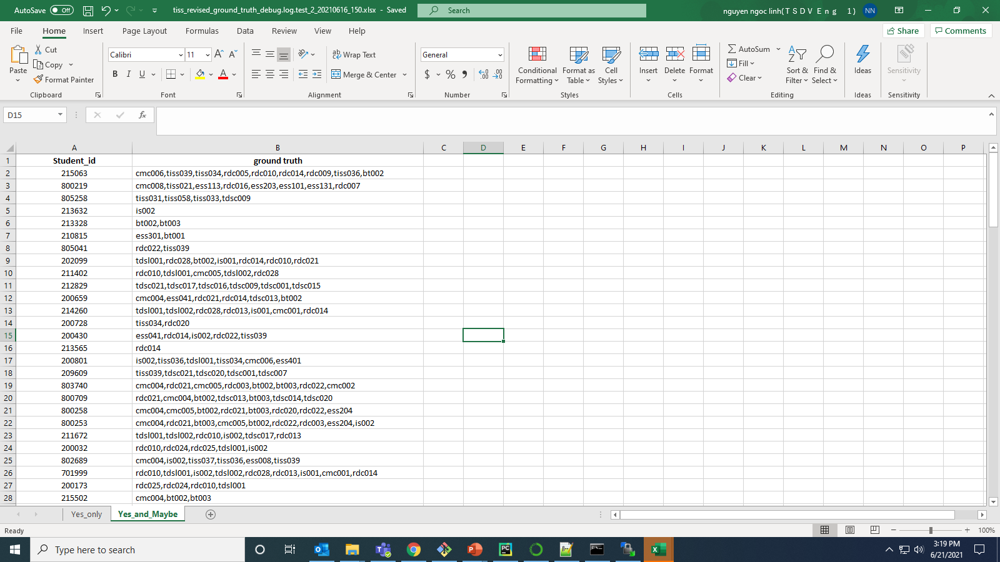 AutoSave Off tiss_revised_ground_truth_debug.log.test_2_20210616_150.xlsx - Saved Search nguyen ngoc linh(T S D V E n g 1) NN
File Home Insert Page Layout Formulas Data Review View Help Share Comments
Paste Cut Copy Format Painter Clipboard
Calibri 11 A A B I U A Font
Wrap Text Merge & Center Alignment
General $ % Number
Conditional Formatting Format as Table Cell Styles Styles
Insert Delete Format Cells
AutoSum Fill Clear Sort & Filter Find & Select Editing
Ideas Ideas
Sensitivity Sensitivity
D15 fx
A B C D E F G H I J K L M N O P
1 Student_id ground truth
2 215063 cmc006,tiss039,tiss034,rdc005,rdc010,rdc014,rdc009,tiss036,bt002
3 800219 cmc008,tiss021,ess113,rdc016,ess203,ess101,ess131,rdc007
4 805258 tiss031,tiss058,tiss033,tdsc009
5 213632 is002
6 213328 bt002,bt003
7 210815 ess301,bt001
8 805041 rdc022,tiss039
9 202099 tdsl001,rdc028,bt002,is001,rdc014,rdc010,rdc021
10 211402 rdc010,tdsl001,cmc005,tdsl002,rdc028
11 212829 tdsc021,tdsc017,tdsc016,tdsc009,tdsc001,tdsc015
12 200659 cmc004,ess041,rdc021,rdc014,tdsc013,bt002
13 214260 tdsl001,tdsl002,rdc028,rdc013,is001,cmc001,rdc014
14 200728 tiss034,rdc020
15 200430 ess041,rdc014,is002,rdc022,tiss039
16 213565 rdc014
17 200801 is002,tiss036,tdsl001,tiss034,cmc006,ess401
18 209609 tiss039,tdsc021,tdsc020,tdsc001,tdsc007
19 803740 cmc004,rdc021,cmc005,rdc003,bt002,bt003,rdc022,cmc002
20 800709 rdc021,cmc004,bt002,tdsc013,bt003,tdsc014,tdsc020
21 800258 cmc004,cmc005,bt002,rdc021,bt003,rdc020,rdc022,ess204
22 800253 cmc004,rdc021,bt003,cmc005,bt002,rdc022,rdc003,ess204,is002
23 211672 tdsl001,tdsl002,rdc010,is002,tdsc017,rdc013
24 200032 rdc010,rdc024,rdc025,tdsl001,is002
25 802689 cmc004,is002,tiss037,tiss036,ess008,tiss039
26 701999 rdc010,tdsl001,is002,tdsl002,rdc028,rdc013,is001,cmc001,rdc014
27 200173 rdc025,rdc024,rdc010,tdsl001
28 215502 cmc004,bt002,bt003
Yes_only Yes_and_Maybe
Ready 100%
Type here to search 3:19 PM
6/21/2021